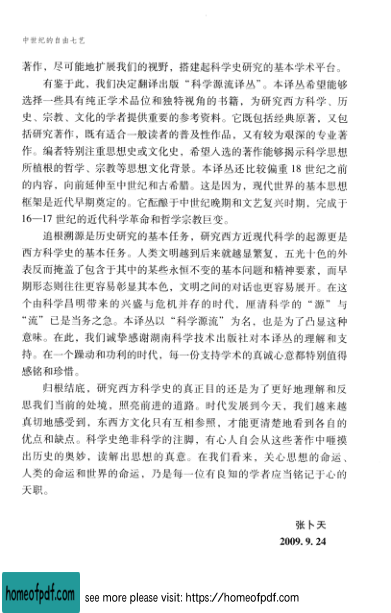 中世纪的自由七艺
著作，尽可能地扩展我们的视野，搭建起科学史研究的基本学术平台。
有鉴于此，我们决定翻译出版“科学源流译丛”。本译丛希望能够
选择一些具有纯正学术品位和独特视角的书籍，为研究西方科学、历
史、宗教、文化的学者提供重要的参考资料。它既包括经典原著，又包
括研究著作，既有适合一般读者的普及性作品，又有较为艰深的专业著
作。编者特别注重思想史或文化史，希望入选的著作能够揭示科学思想
所植根的哲学、宗教等思想文化背景。本译丛还比较偏重 18 世纪之前
的内容，向前延伸至中世纪和古希腊。这是因为，现代世界的基本思想
框架是近代早期奠定的。它酝酿于中世纪晚期和文艺复兴时期，完成于
16—17 世纪的近代科学革命和哲学宗教巨变。
追根溯源是历史研究的基本任务，研究西方近现代科学的起源更是
西方科学史的基本任务。人类文明越到后来就越显繁复，五光十色的外
表反而掩盖了包含于其中的某些永恒不变的基本问题和精神要素，而早
期形态则往往更容易彰显其本色，文明之间的对话也更容易展开。在这
个由科学昌明带来的兴盛与危机并存的时代，厘清科学的“源”与
“流”已是当务之急。本译丛以“科学源流”为名，也是为了凸显这种
意味。在此，我们诚挚感谢湖南科学技术出版社对本译丛的理解和支
持。在一个躁动和功利的时代，每一份支持学术的真诚心意都特别值得
感铭和珍惜。
归根结底，研究西方科学史的真正目的还是为了更好地理解和反
思我们当前的处境，照亮前进的道路。时代发展到今天，我们越来越
真切地感受到，东西方文化只有互相参照，才能更清楚地看到各自的
优点和缺点。科学史绝非科学的注脚，有心人自会从这些著作中咂摸
出历史的奥妙，读解出思想的真意。在我们看来，关心思想的命运、
人类的命运和世界的命运，乃是每一位有良知的学者应当铭记于心的
天职。
张卜天
2009. 9. 24
homeofpdf.com
see more please visit: https://homeofpdf.com